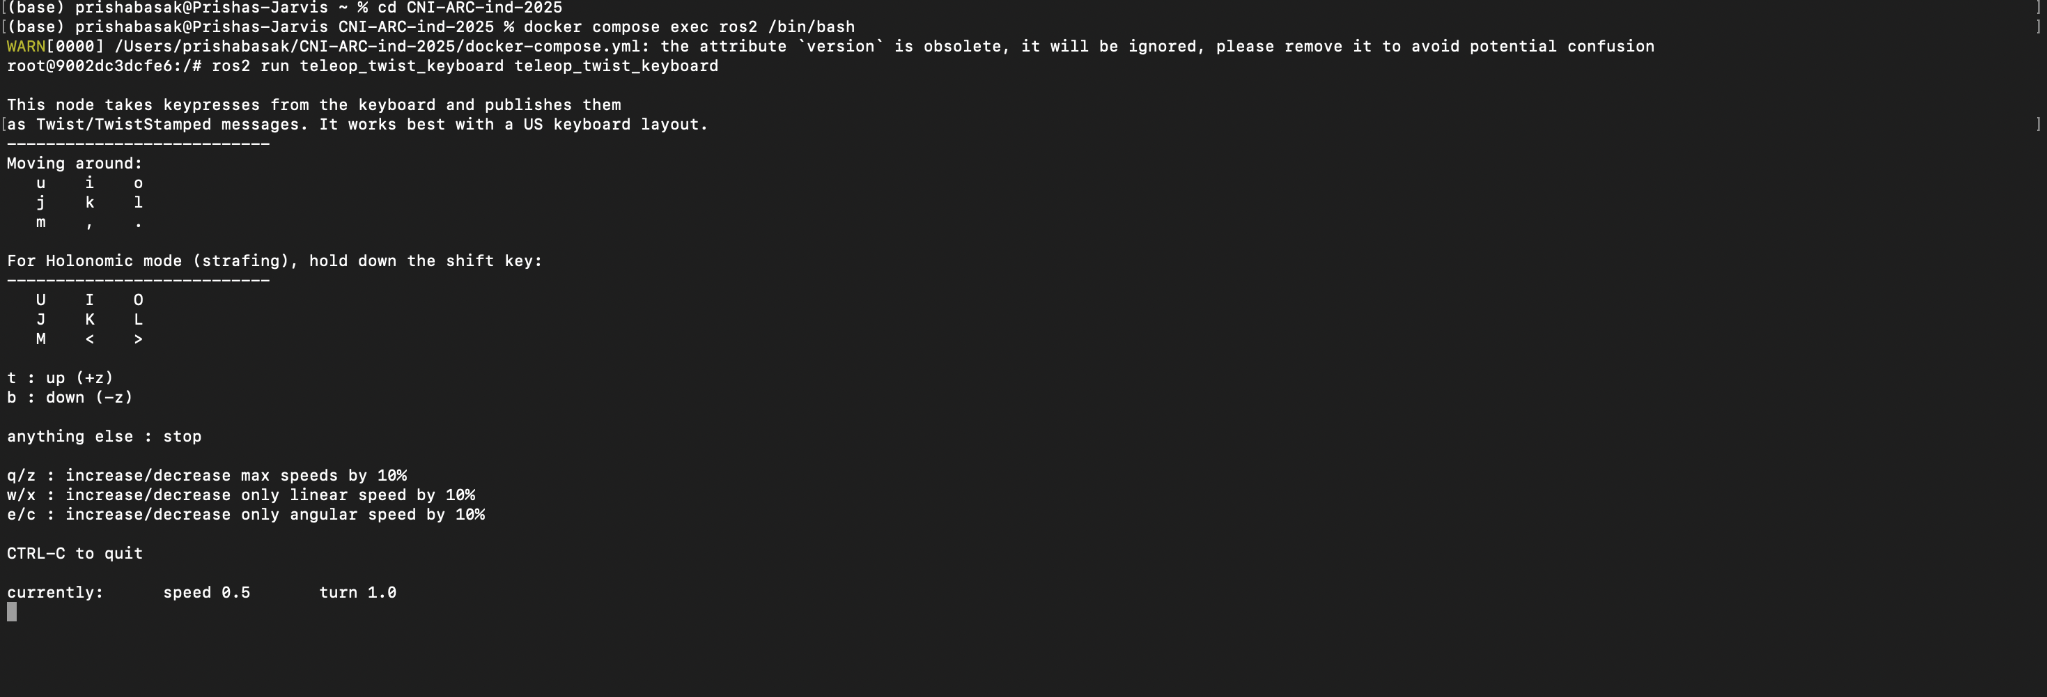 [(base) prishabasak@Prishas-Jarvis ~ % cd CNI-ARC-ind-2025 ]
[(base) prishabasak@Prishas-Jarvis CNI-ARC-ind-2025 % docker compose exec ros2 /bin/bash ]
WARN[0000] /Users/prishabasak/CNI-ARC-ind-2025/docker-compose.yml: the attribute `version` is obsolete, it will be ignored, please remove it to avoid potential confusion
root@9002dc3dcfe6:/# ros2 run teleop_twist_keyboard teleop_twist_keyboard
This node takes keypresses from the keyboard and publishes them
[as Twist/TwistStamped messages. It works best with a US keyboard layout. ]
---------------------------
Moving around:
u i o
j k l
m , .
For Holonomic mode (strafing), hold down the shift key:
---------------------------
U I O
J K L
M < >
t : up (+z)
b : down (-z)
anything else : stop
q/z : increase/decrease max speeds by 10%
w/x : increase/decrease only linear speed by 10%
e/c : increase/decrease only angular speed by 10%
CTRL-C to quit
currently: speed 0.5 turn 1.0